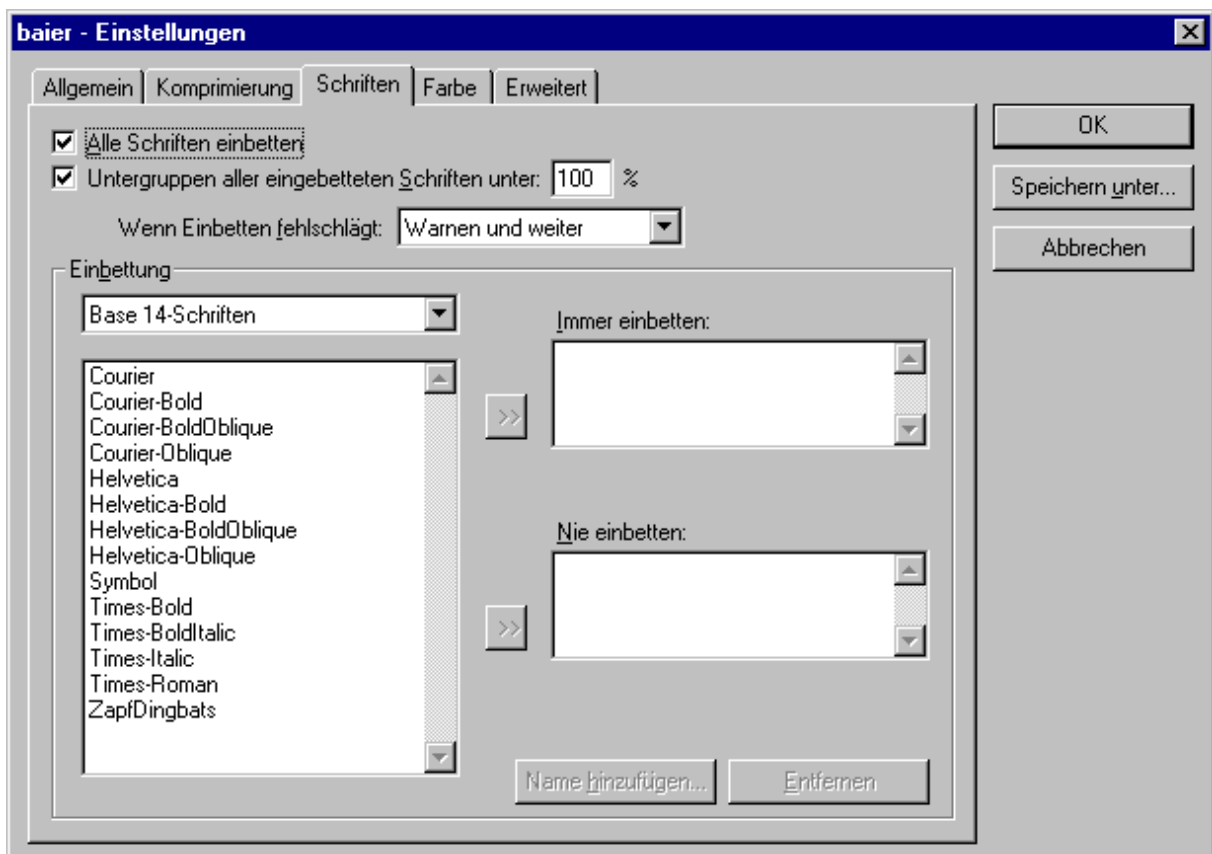 baier - Einstellungen
Allgemein Komprimierung Schriften Farbe Erweitert
Alle Schriften einbetten
Untergruppen aller eingebetteten Schriften unter: 100 %
Wenn Einbetten fehlschlägt: Warnen und weiter
OK
Speichern unter...
Abbrechen
Einbettung
Base 14-Schriften
Courier
Courier-Bold
Courier-BoldOblique
Courier-Oblique
Helvetica
Helvetica-Bold
Helvetica-BoldOblique
Helvetica-Oblique
Symbol
Times-Bold
Times-BoldItalic
Times-Italic
Times-Roman
ZapfDingbats
>>
>>
Immer einbetten:
Nie einbetten:
Name hinzufügen... Entfernen